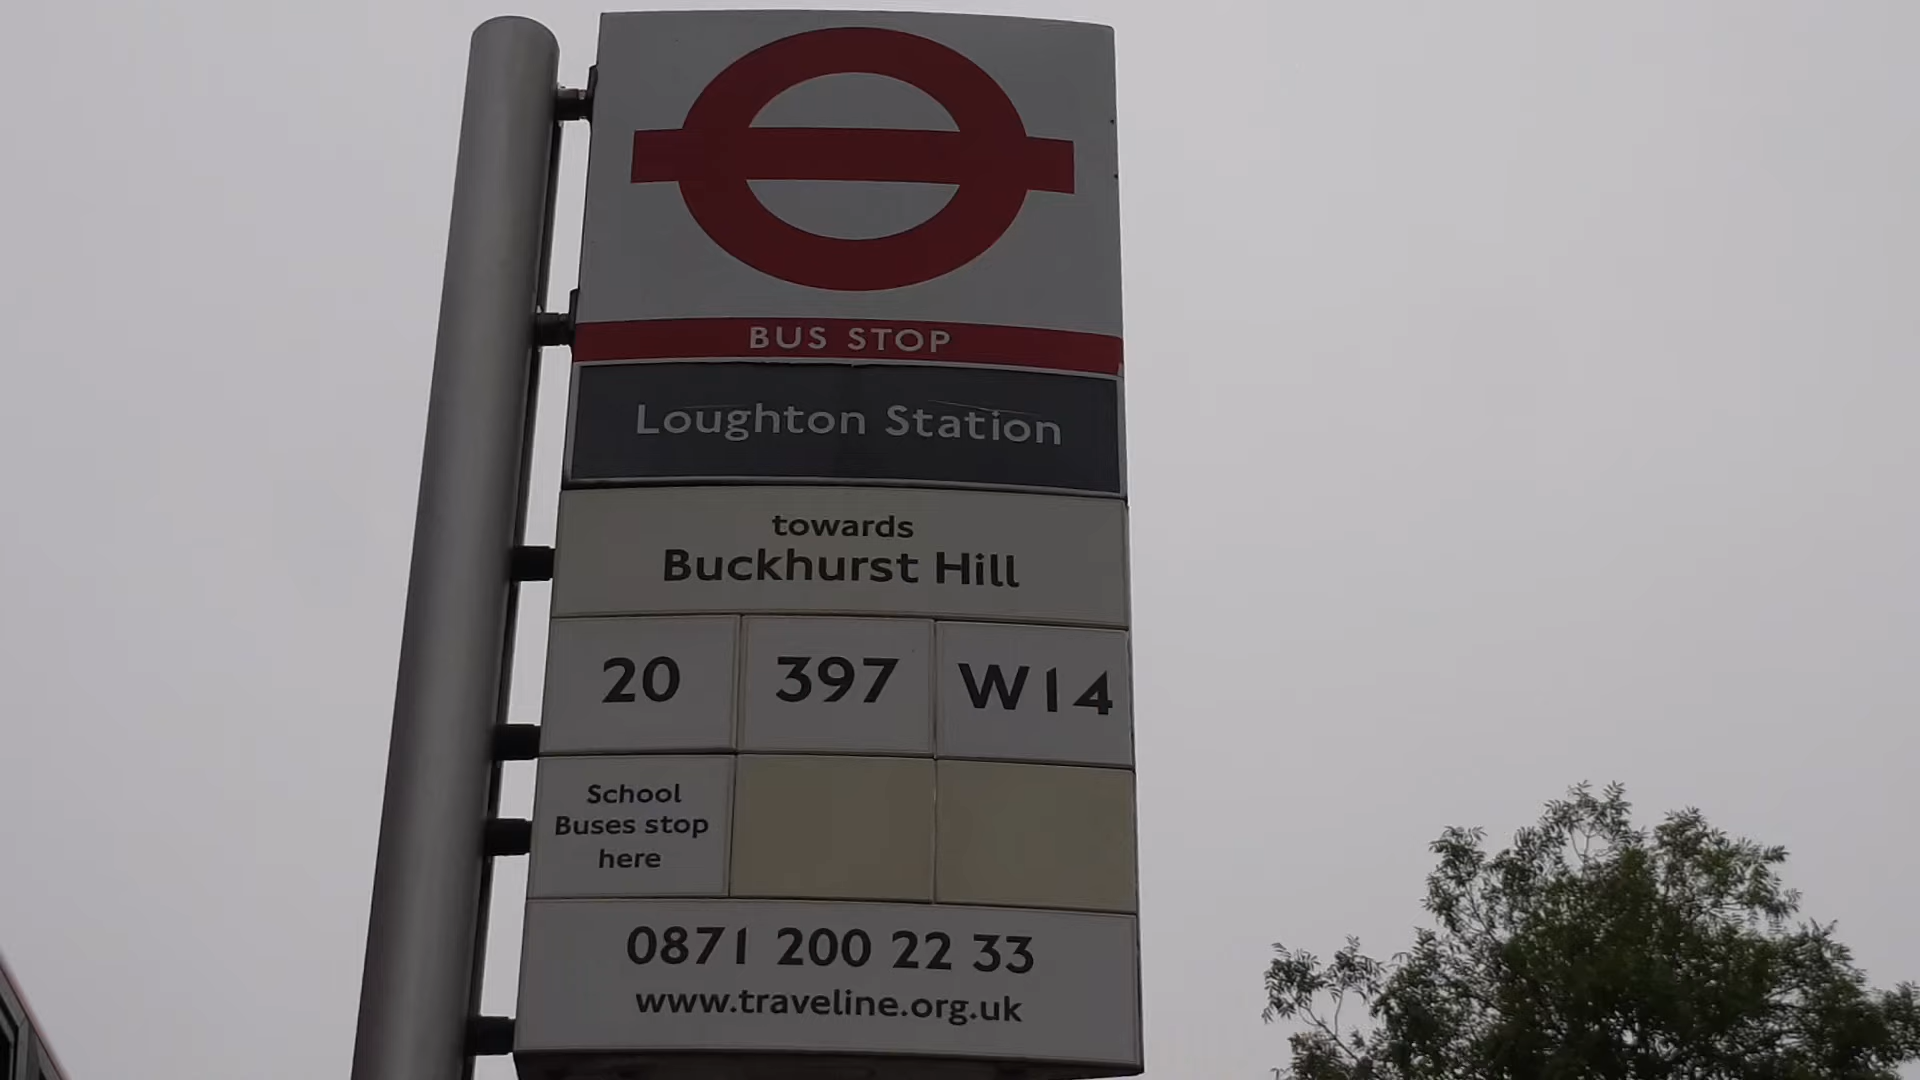 BUS STOP
Loughton Station
towards
Buckhurst Hill
20 397 W14
School
Buses stop
here
0871 200 22 33
www.traveline.org.uk